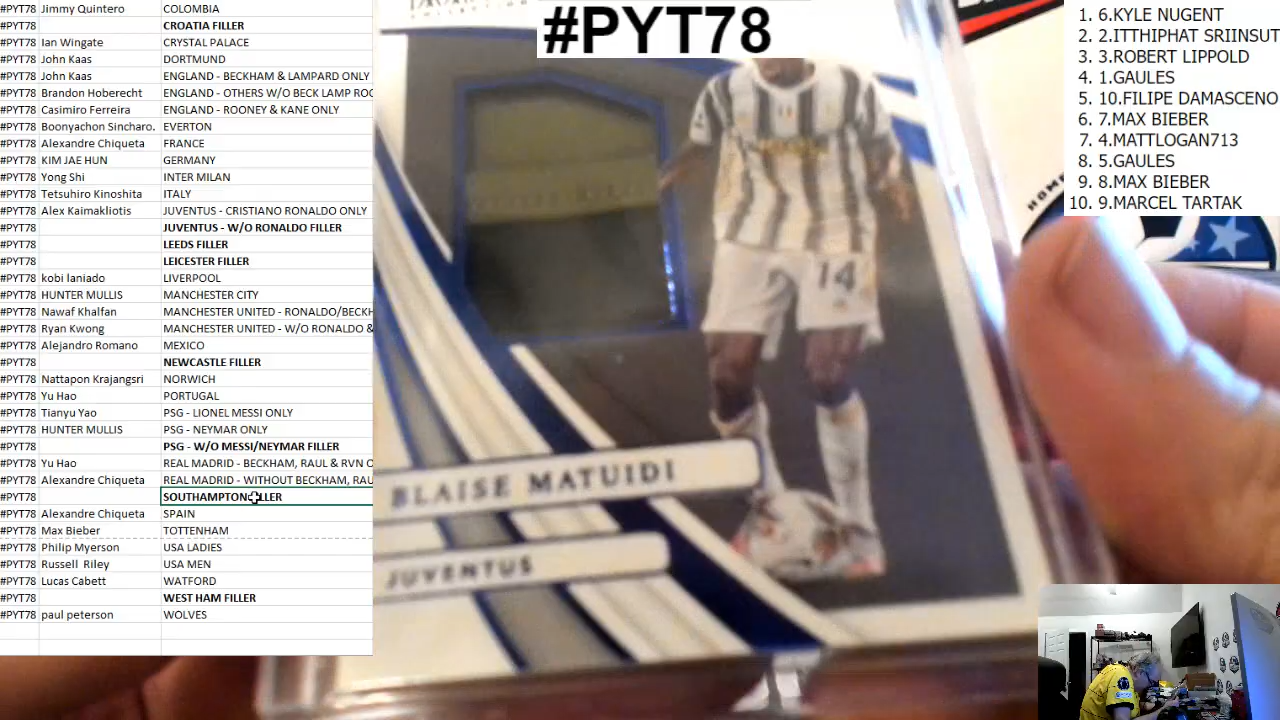 #PYT78 Jimmy Quintero COLOMBIA
#PYT78 CROATIA FILLER
#PYT78 Ian Wingate CRYSTAL PALACE
#PYT78 John Kaas DORTMUND
#PYT78 John Kaas ENGLAND - BECKHAM & LAMPARD ONLY
#PYT78 Brandon Hoberecht ENGLAND - OTHERS W/O BECK LAMP ROO
#PYT78 Casimiro Ferreira ENGLAND - ROONEY & KANE ONLY
#PYT78 Boonyachon Sincharo. EVERTON
#PYT78 Alexandre Chiqueta FRANCE
#PYT78 KIM JAE HUN GERMANY
#PYT78 Yong Shi INTER MILAN
#PYT78 Tetsuhiro Kinoshita ITALY
#PYT78 Alex Kaimakliotis JUVENTUS - CRISTIANO RONALDO ONLY
#PYT78 JUVENTUS - W/O RONALDO FILLER
#PYT78 LEEDS FILLER
#PYT78 LEICESTER FILLER
#PYT78 kobi laniado LIVERPOOL
#PYT78 HUNTER MULLIS MANCHESTER CITY
#PYT78 Nawaf Khalfan MANCHESTER UNITED - RONALDO/BECKH
#PYT78 Ryan Kwong MANCHESTER UNITED - W/O RONALDO &
#PYT78 Alejandro Romano MEXICO
#PYT78 NEWCASTLE FILLER
#PYT78 Nattapon Krajangsri NORWICH
#PYT78 Yu Hao PORTUGAL
#PYT78 Tianyu Yao PSG - LIONEL MESSI ONLY
#PYT78 HUNTER MULLIS PSG - NEYMAR ONLY
#PYT78 PSG - W/O MESSI/NEYMAR FILLER
#PYT78 Yu Hao REAL MADRID - BECKHAM, RAUL & RVN O
#PYT78 Alexandre Chiqueta REAL MADRID - WITHOUT BECKHAM, RAU
#PYT78 SOUTHAMPTON LLER
#PYT78 Alexandre Chiqueta SPAIN
#PYT78 Max Bieber TOTTENHAM
#PYT78 Philip Myerson USA LADIES
#PYT78 Russell Riley USA MEN
#PYT78 Lucas Cabett WATFORD
#PYT78 WEST HAM FILLER
#PYT78 paul peterson WOLVES
#PYT78
14
BLAISE MATUIDI
JUVENTUS
1. 6.KYLE NUGENT
2. 2.ITTHIPHAT SRIINSUT
3. 3.ROBERT LIPPOLD
4. 1.GAULES
5. 10.FILIPE DAMASCENO
6. 7.MAX BIEBER
7. 4.MATTLOGAN713
8. 5.GAULES
9. 8.MAX BIEBER
10. 9.MARCEL TARTAK